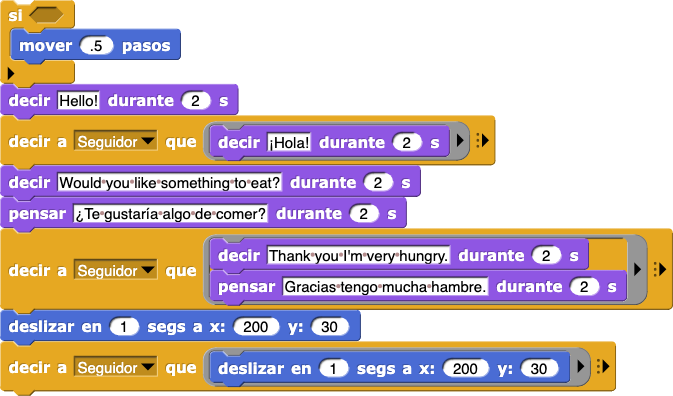 si
mover .5 pasos
decir Hello! durante 2 s
decir a Seguidor que decir ¡Hola! durante 2 s
decir Would you like something to eat? durante 2 s
pensar ¿Te gustaría algo de comer? durante 2 s
decir Thank you I'm very hungry. durante 2 s
decir a Seguidor que
pensar Gracias tengo mucha hambre. durante 2 s
deslizar en 1 segs a x: 200 y: 30
decir a Seguidor que deslizar en 1 segs a x: 200 y: 30